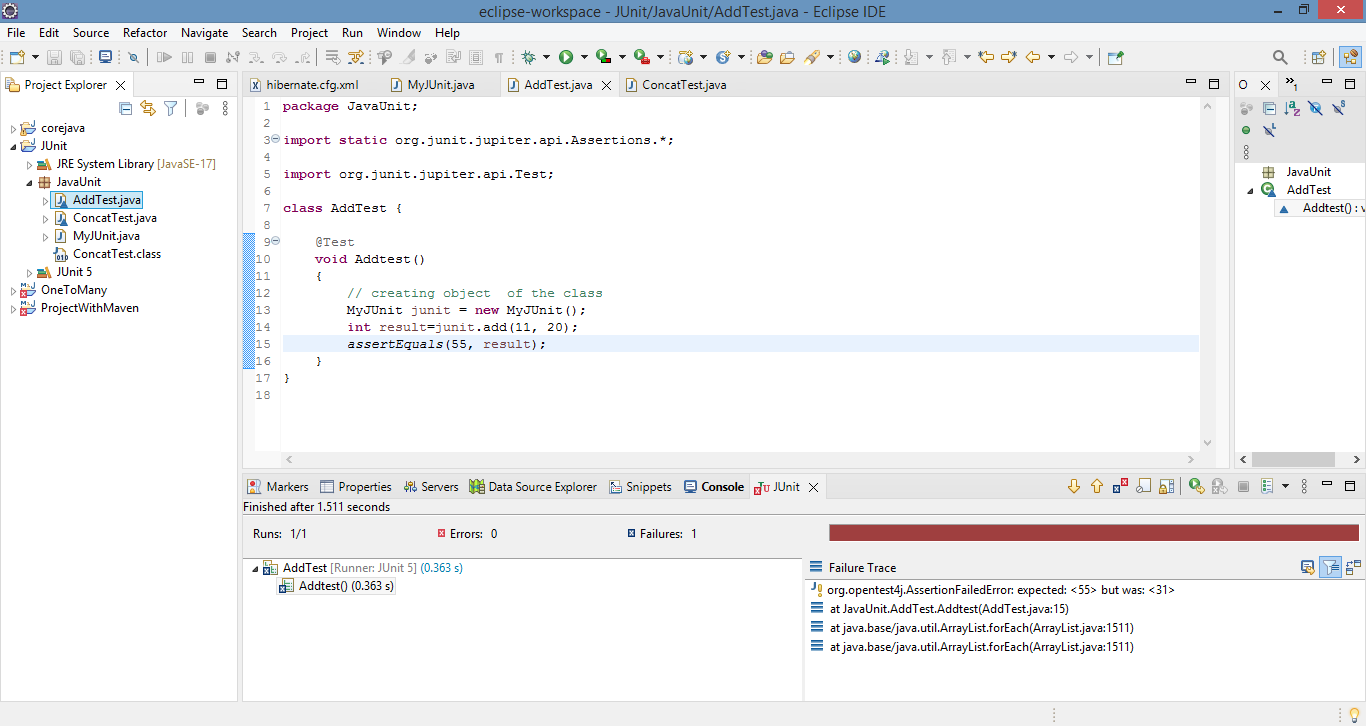 eclipse-workspace - JUnit/JavaUnit/AddTest.java - Eclipse IDE
File Edit Source Refactor Navigate Search Project Run Window Help
Project Explorer
corejava
JUnit
JRE System Library [JavaSE-17]
JavaUnit
AddTest.java
ConcatTest.java
MyJUnit.java
ConcatTest.class
JUnit 5
OneToMany
ProjectWithMaven
hibernate.cfg.xml MyJUnit.java AddTest.java ConcatTest.java
1 package JavaUnit;
2
3 import static org.junit.jupiter.api.Assertions.*;
4
5 import org.junit.jupiter.api.Test;
6
7 class AddTest {
8
9 @Test
10 void Addtest()
11 {
12 // creating object  of the class
13 MyJUnit junit = new MyJUnit();
14 int result=junit.add(11, 20);
15 assertEquals(55, result);
16 }
17 }
18
O
1
JavaUnit
AddTest
Addtest() : v
Markers Properties Servers Data Source Explorer Snippets Console JUnit
Finished after 1.511 seconds
Runs: 1/1 Errors: 0 Failures: 1
AddTest [Runner: JUnit 5] (0.363 s)
Addtest() (0.363 s)
Failure Trace
org.opentest4j.AssertionFailedError: expected: <55> but was: <31>
at JavaUnit.AddTest.Addtest(AddTest.java:15)
at java.base/java.util.ArrayList.forEach(ArrayList.java:1511)
at java.base/java.util.ArrayList.forEach(ArrayList.java:1511)